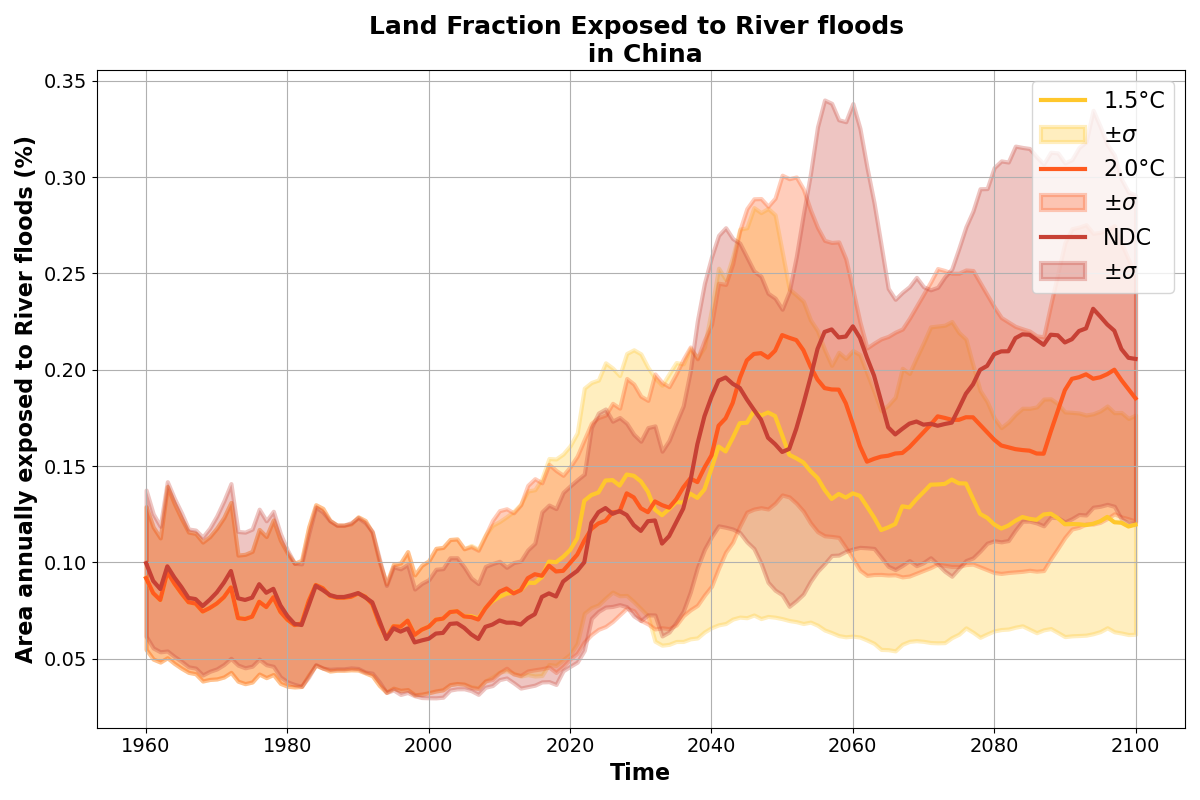 Land Fraction Exposed to River floods
in China
Area annually exposed to River floods (%)
0.35
0.30
0.25
0.20
0.15
0.10
0.05
1.5°C
±σ
2.0°C
±σ
NDC
±σ
1960
1980
2000
2020
2040
2060
2080
2100
Time